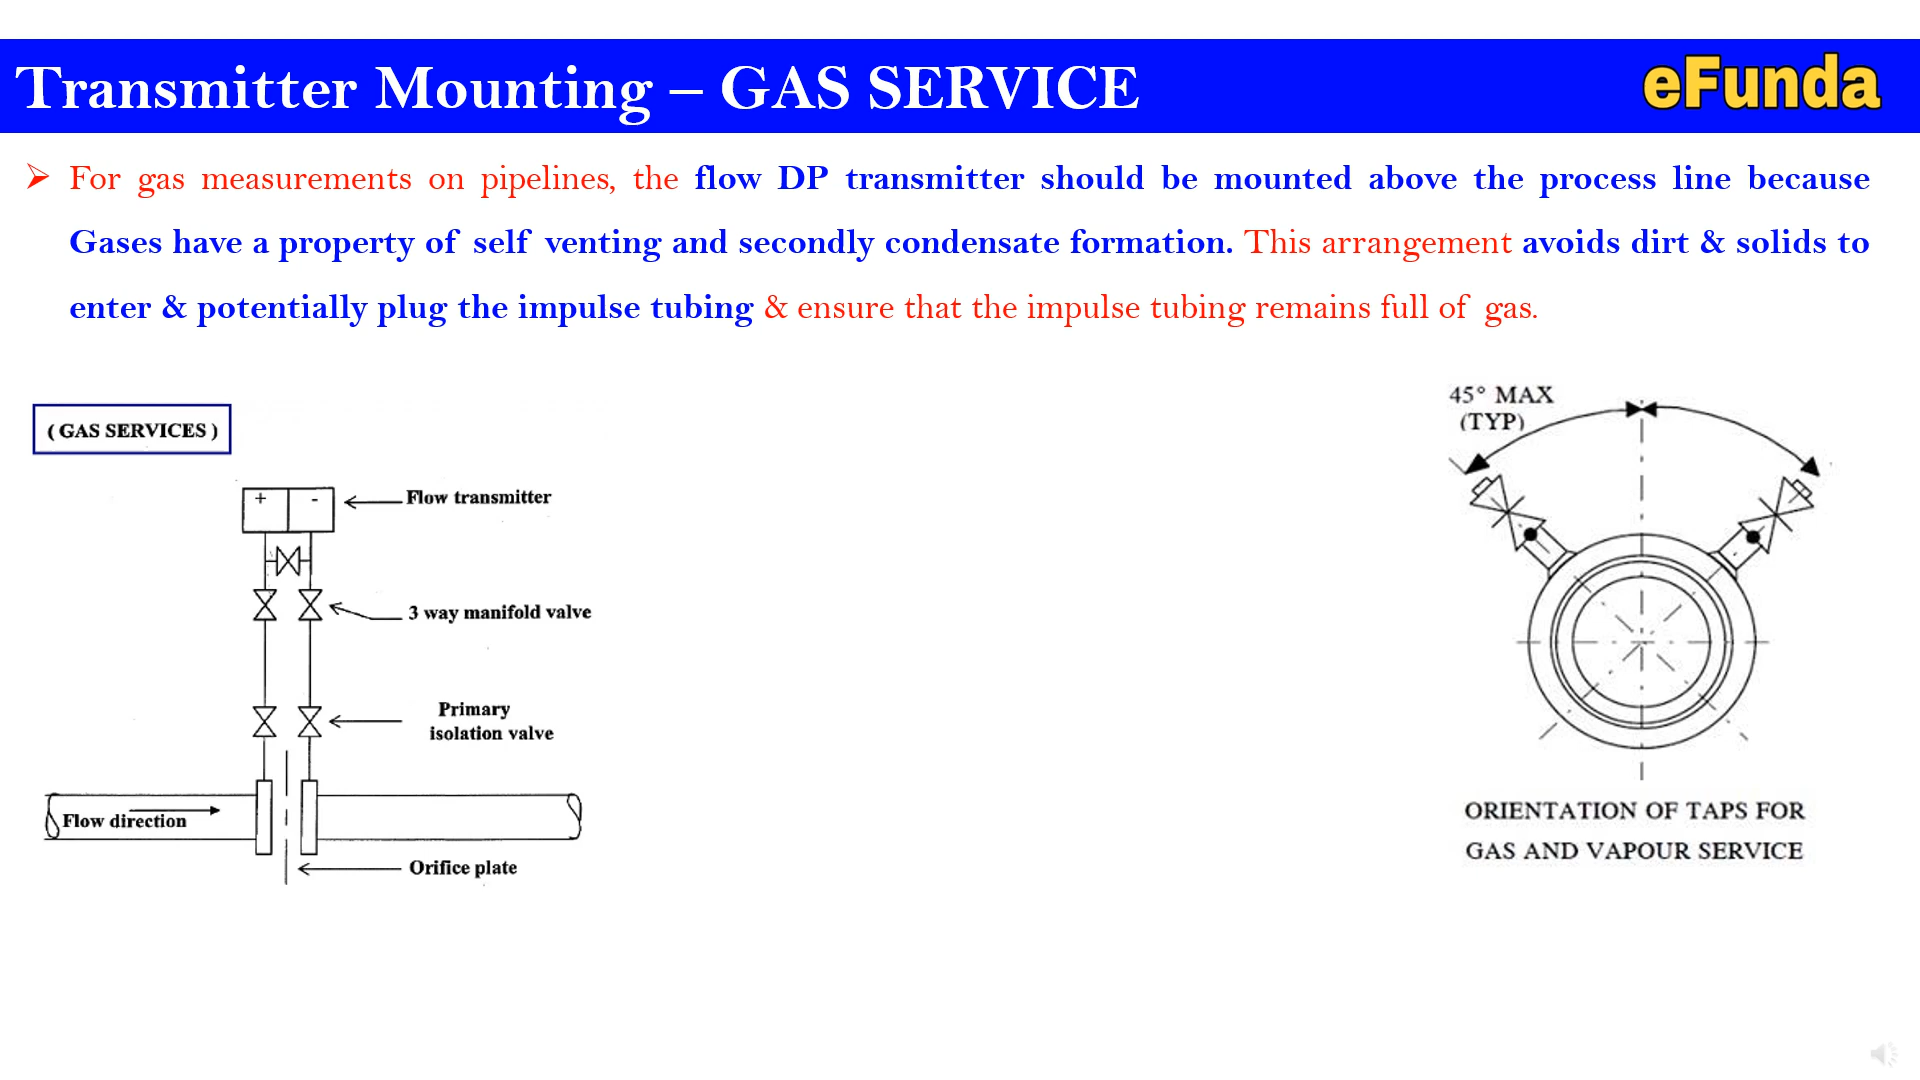 Transmitter Mounting – GAS SERVICE
eFunda
For gas measurements on pipelines, the flow DP transmitter should be mounted above the process line because
Gases have a property of self venting and secondly condensate formation. This arrangement avoids dirt & solids to
enter & potentially plug the impulse tubing & ensure that the impulse tubing remains full of gas.
( GAS SERVICES )
+ -
Flow transmitter
3 way manifold valve
Primary
isolation valve
Flow direction
Orifice plate
45° MAX
(TYP)
ORIENTATION OF TAPS FOR
GAS AND VAPOUR SERVICE